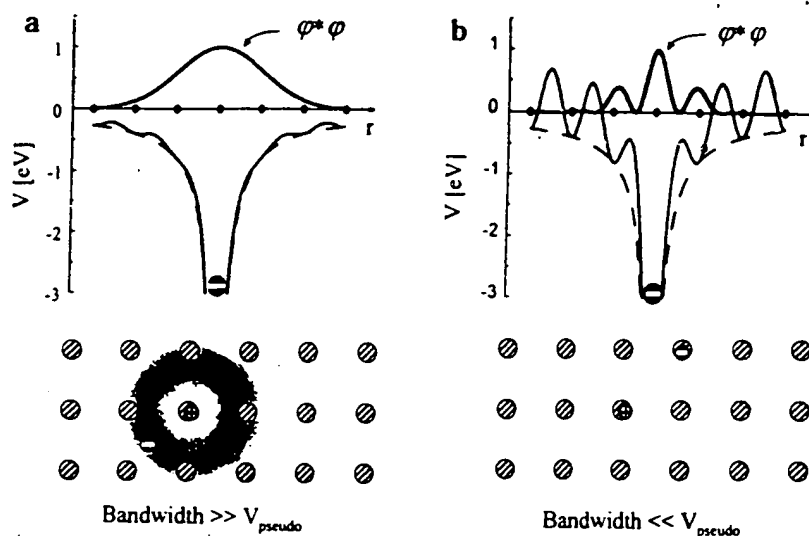 a
φ*φ
1
0
-1
-2
-3
V [eV]
r
Bandwidth >> V_pseudo
b
φ*φ
1
0
-1
-2
-3
V [eV]
r
Bandwidth << V_pseudo